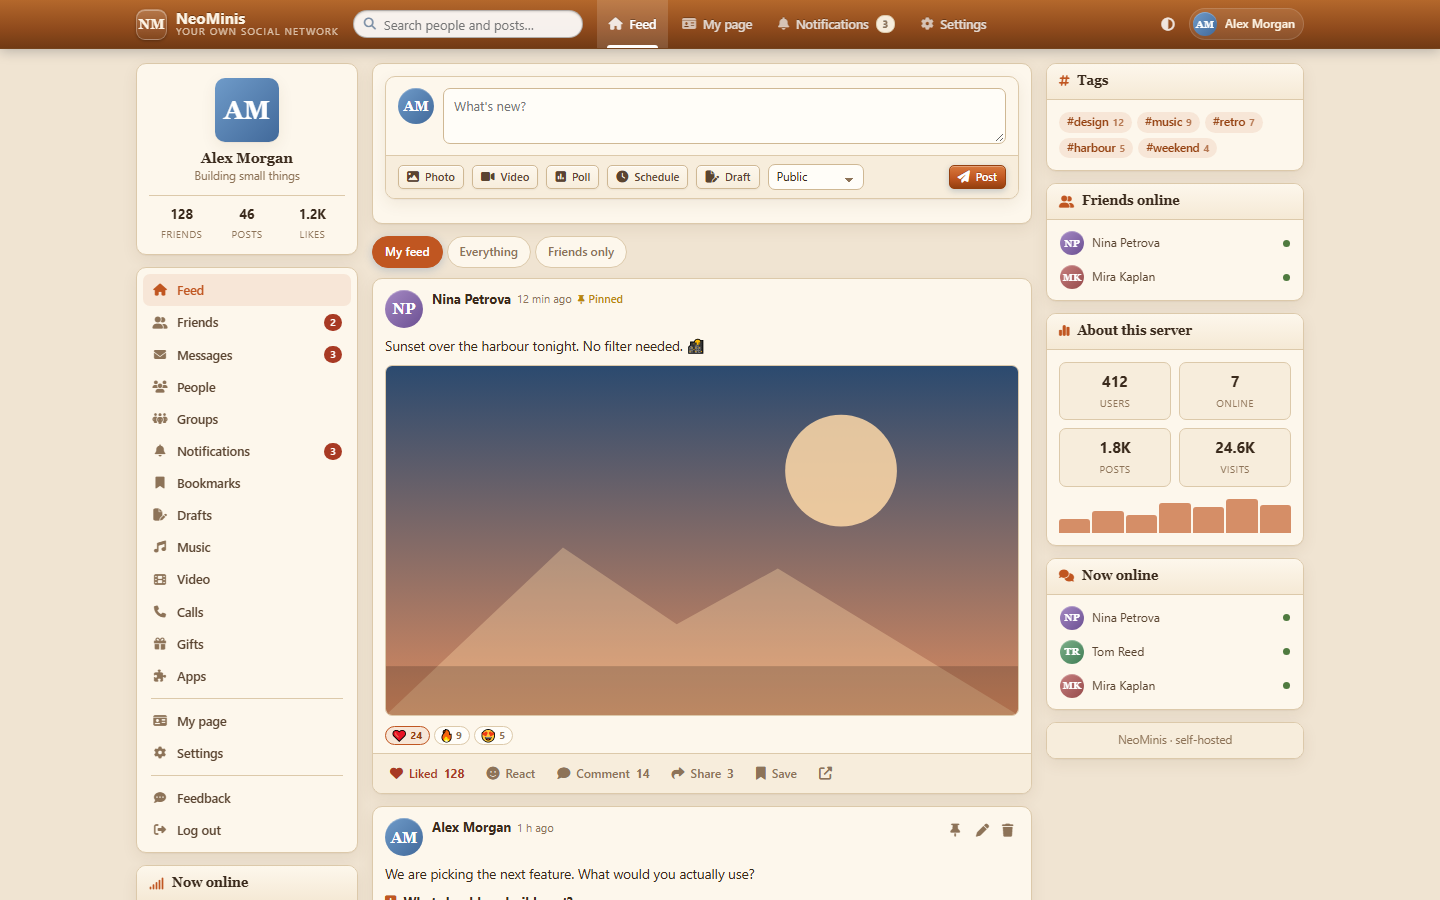 NM
NeoMinis
YOUR OWN SOCIAL NETWORK
Search people and posts...
Feed
My page
Notifications 3
Settings
AM Alex Morgan
AM
Alex Morgan
Building small things
128 46 1.2K
FRIENDS POSTS LIKES
Feed
Friends 2
Messages 3
People
Groups
Notifications 3
Bookmarks
Drafts
Music
Video
Calls
Gifts
Apps
My page
Settings
Feedback
Log out
Now online
AM What's new?
Photo Video Poll Schedule Draft Public Post
My feed Everything Friends only
NP Nina Petrova 12 min ago Pinned
Sunset over the harbour tonight. No filter needed.
24 9 5
Liked 128 React Comment 14 Share 3 Save
AM Alex Morgan 1 h ago
We are picking the next feature. What would you actually use?
Tags
#design 12 #music 9 #retro 7
#harbour 5 #weekend 4
Friends online
NP Nina Petrova
MK Mira Kaplan
About this server
412 7
USERS ONLINE
1.8K 24.6K
POSTS VISITS
Now online
NP Nina Petrova
TR Tom Reed
MK Mira Kaplan
NeoMinis · self-hosted